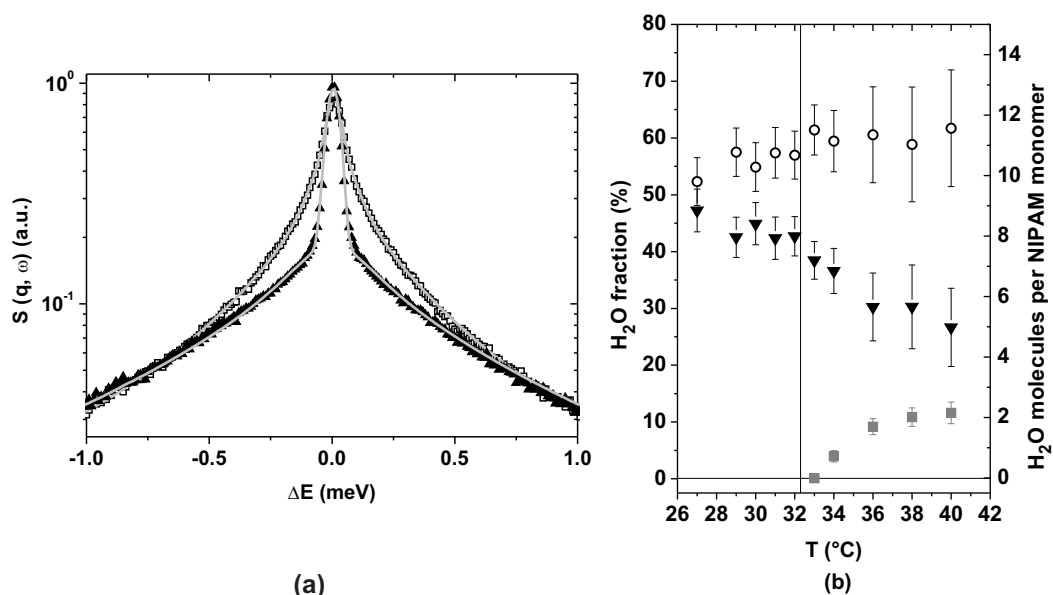 10⁰
10⁻¹
S (q, ω) (a.u.)
-1.0 -0.5 0.0 0.5 1.0
ΔE (meV)
(a)
80
70
60
50
40
30
20
10
0
H₂O fraction (%)
14
12
10
8
6
4
2
0
H₂O molecules per NIPAM monomer
26 28 30 32 34 36 38 40 42
T (°C)
(b)